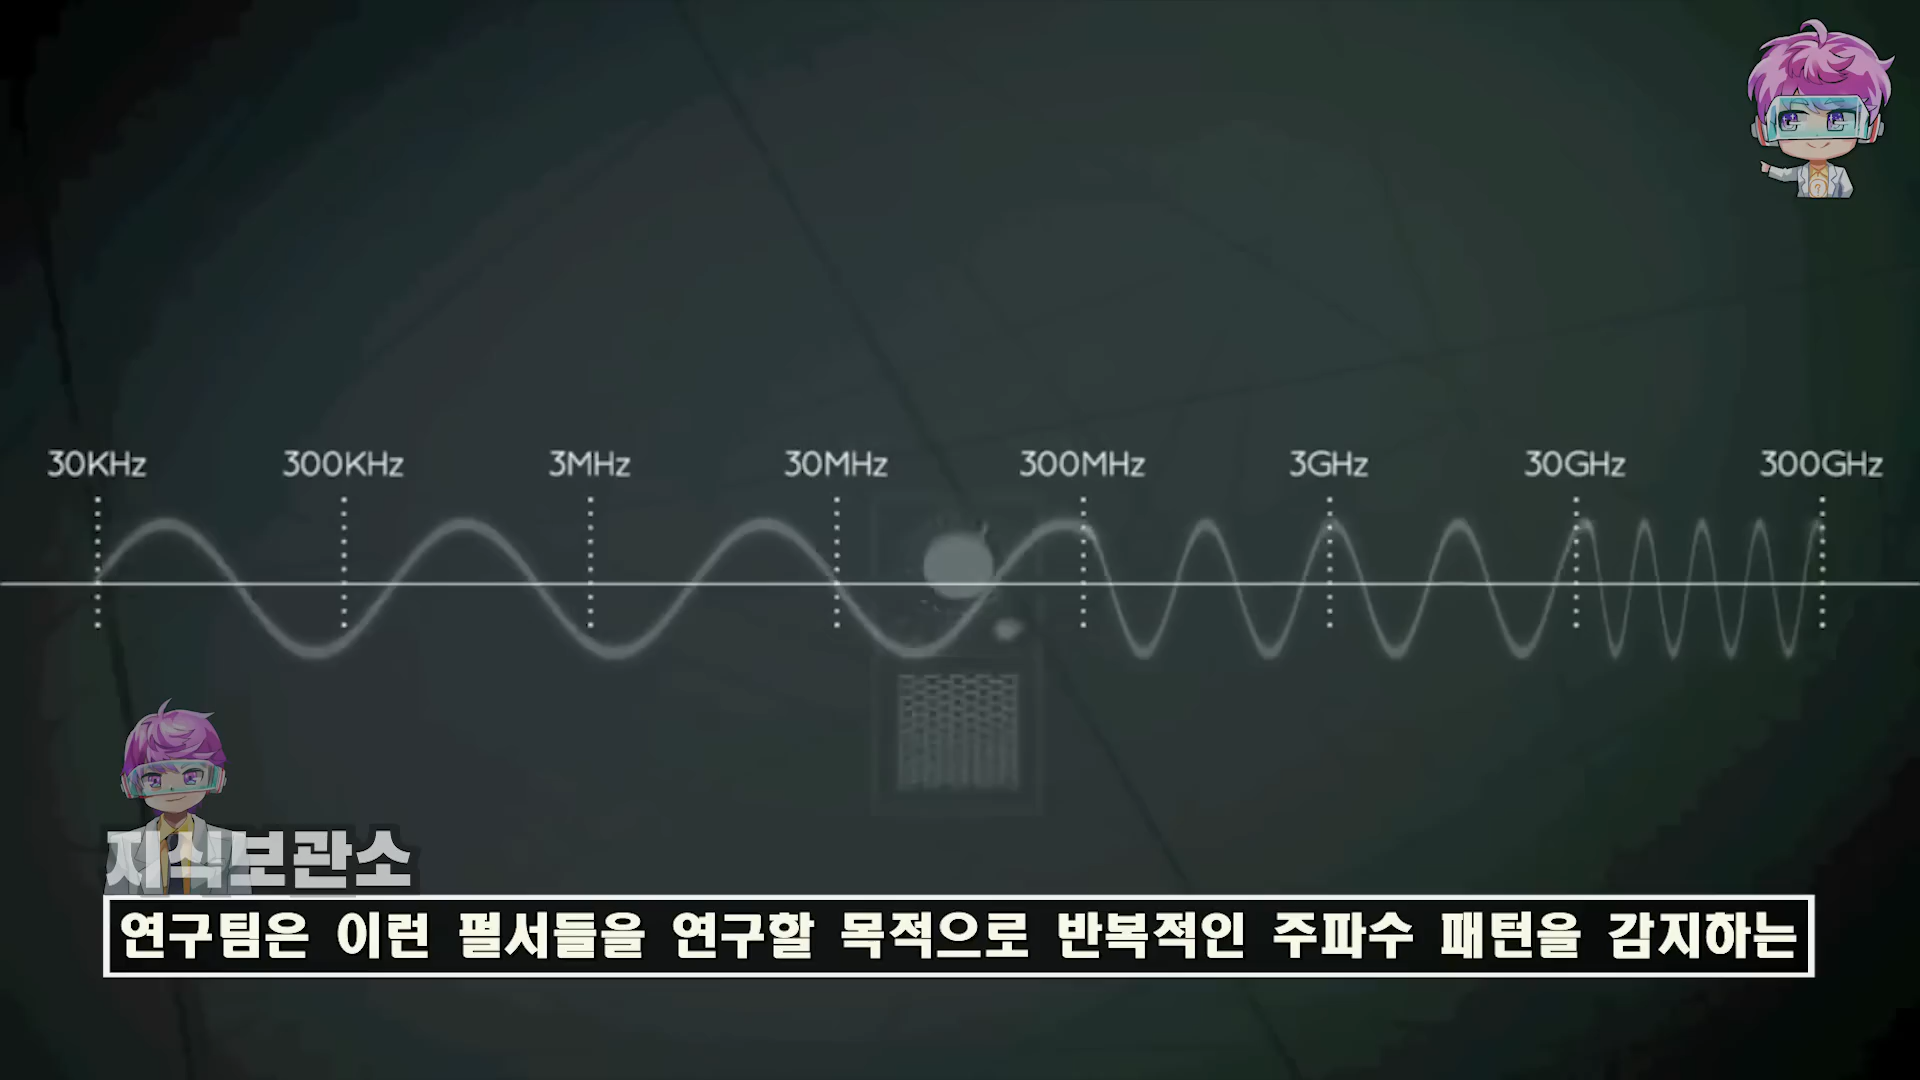 30KHz 300KHz 3MHz 30MHz 300MHz 3GHz 30GHz 300GHz
지식보관소
연구팀은 이런 펄서들을 연구할 목적으로 반복적인 주파수 패턴을 감지하는